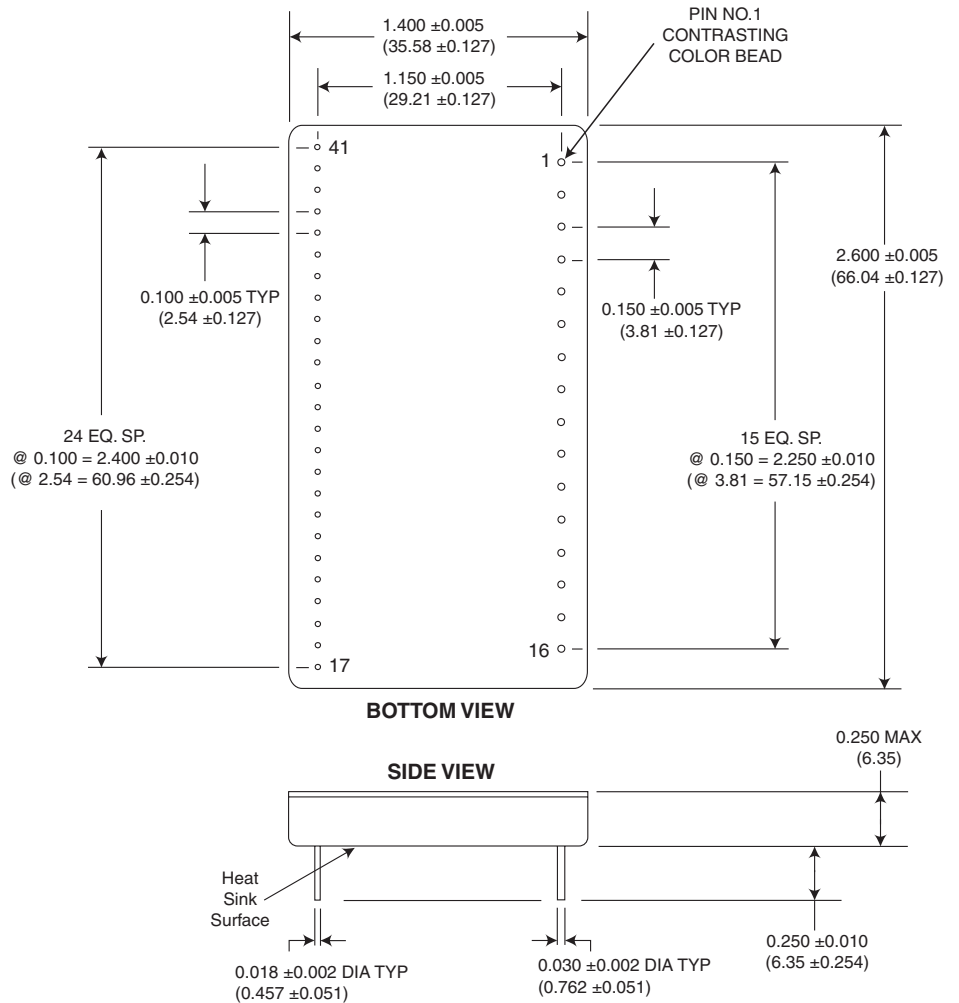 PIN NO.1
CONTRASTING
COLOR BEAD
1.400 ±0.005
(35.58 ±0.127)
1.150 ±0.005
(29.21 ±0.127)
41
1
2.600 ±0.005
(66.04 ±0.127)
0.100 ±0.005 TYP
(2.54 ±0.127)
0.150 ±0.005 TYP
(3.81 ±0.127)
24 EQ. SP.
@ 0.100 = 2.400 ±0.010
(@ 2.54 = 60.96 ±0.254)
15 EQ. SP.
@ 0.150 = 2.250 ±0.010
(@ 3.81 = 57.15 ±0.254)
16
17
BOTTOM VIEW
SIDE VIEW
0.250 MAX
(6.35)
Heat
Sink
Surface
0.018 ±0.002 DIA TYP
(0.457 ±0.051)
0.030 ±0.002 DIA TYP
(0.762 ±0.051)
0.250 ±0.010
(6.35 ±0.254)